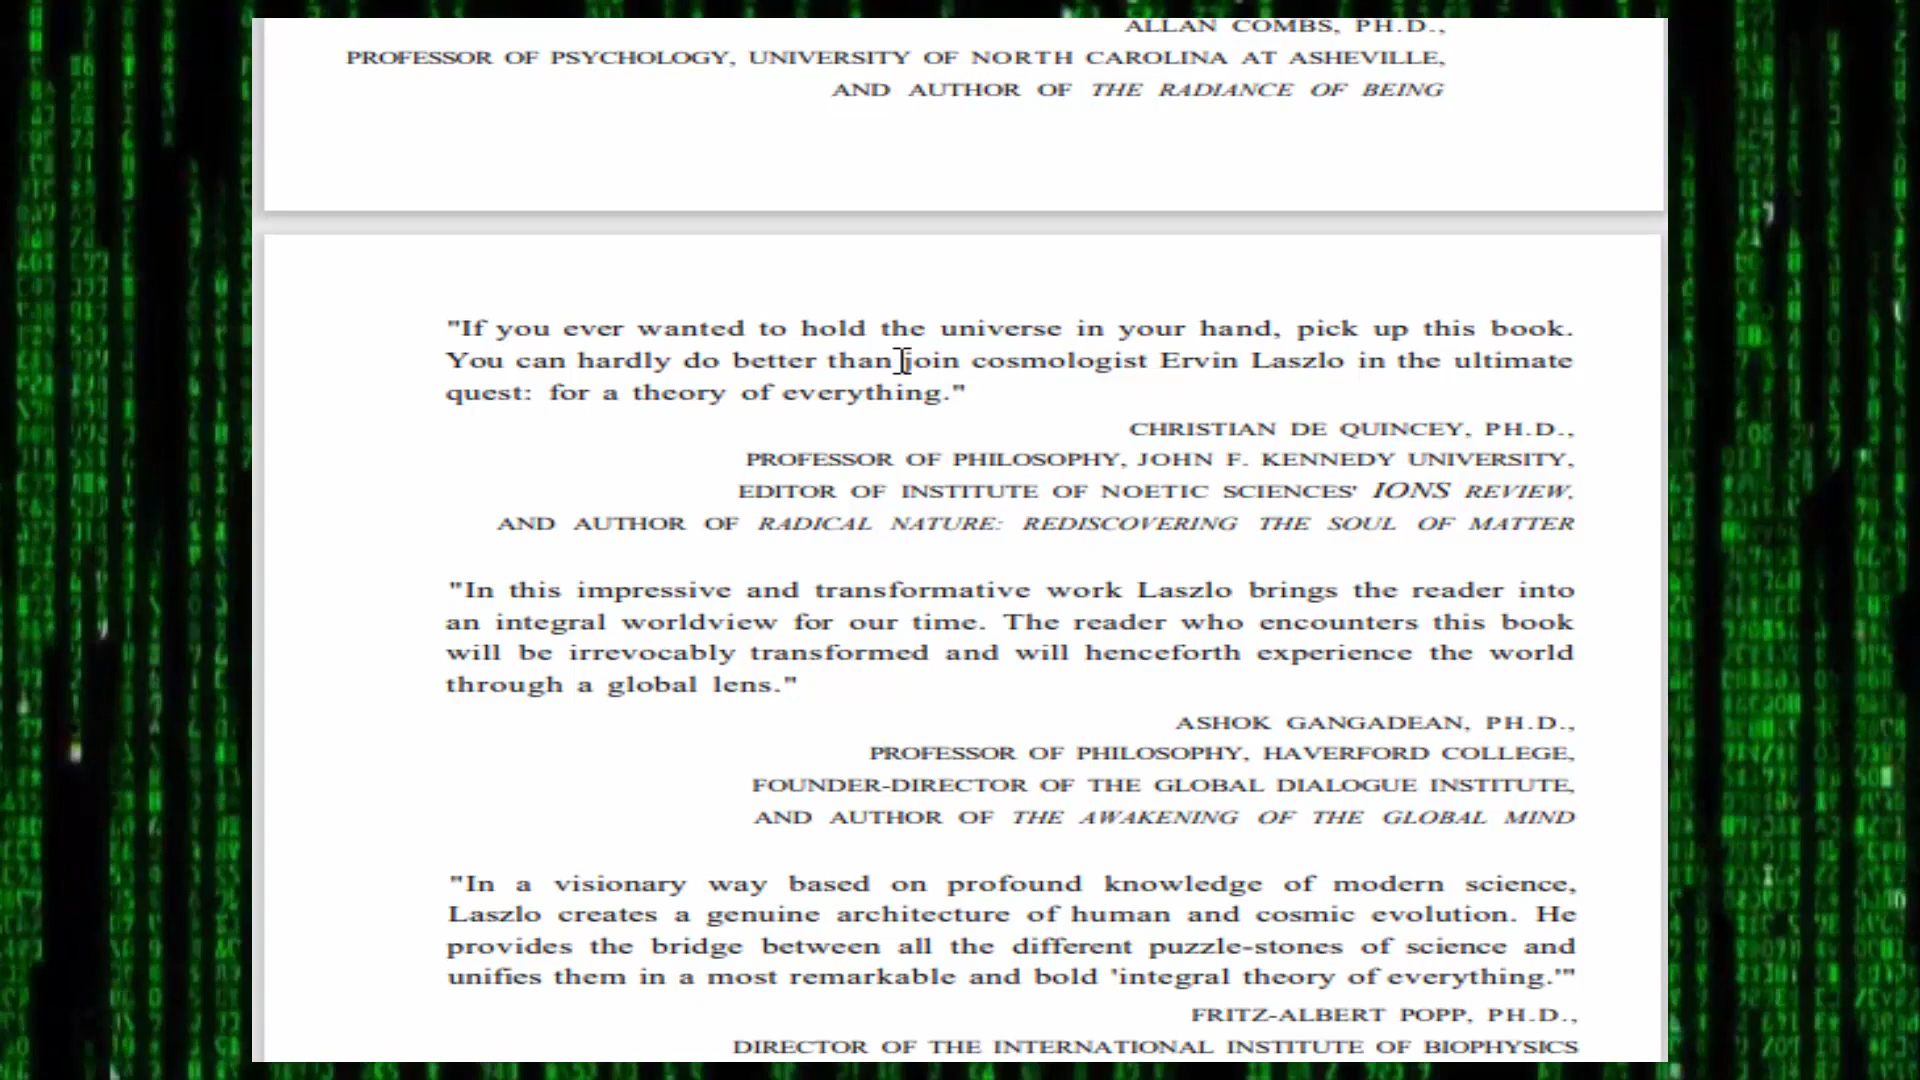 ALLAN COMBS, PH.D.,
PROFESSOR OF PSYCHOLOGY, UNIVERSITY OF NORTH CAROLINA AT ASHEVILLE,
AND AUTHOR OF THE RADIANCE OF BEING
"If you ever wanted to hold the universe in your hand, pick up this book.
You can hardly do better than join cosmologist Ervin Laszlo in the ultimate
quest: for a theory of everything."
CHRISTIAN DE QUINCEY, PH.D.,
PROFESSOR OF PHILOSOPHY, JOHN F. KENNEDY UNIVERSITY,
EDITOR OF INSTITUTE OF NOETIC SCIENCES' IONS REVIEW,
AND AUTHOR OF RADICAL NATURE: REDISCOVERING THE SOUL OF MATTER
"In this impressive and transformative work Laszlo brings the reader into
an integral worldview for our time. The reader who encounters this book
will be irrevocably transformed and will henceforth experience the world
through a global lens."
ASHOK GANGADEAN, PH.D.,
PROFESSOR OF PHILOSOPHY, HAVERFORD COLLEGE,
FOUNDER-DIRECTOR OF THE GLOBAL DIALOGUE INSTITUTE,
AND AUTHOR OF THE AWAKENING OF THE GLOBAL MIND
"In a visionary way based on profound knowledge of modern science,
Laszlo creates a genuine architecture of human and cosmic evolution. He
provides the bridge between all the different puzzle-stones of science and
unifies them in a most remarkable and bold 'integral theory of everything.'"
FRITZ-ALBERT POPP, PH.D.,
DIRECTOR OF THE INTERNATIONAL INSTITUTE OF BIOPHYSICS